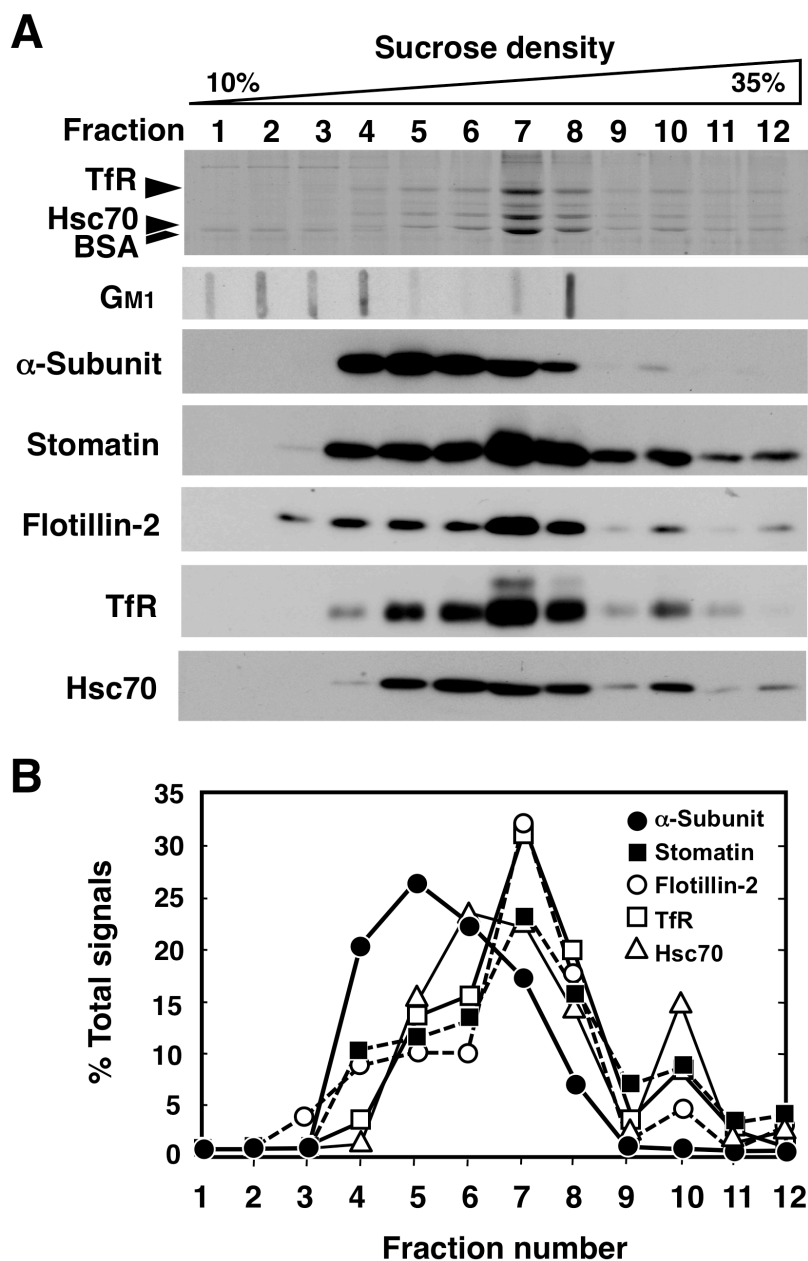 A
Sucrose density
10% 35%
Fraction 1 2 3 4 5 6 7 8 9 10 11 12
TfR
Hsc70
BSA
GM1
α-Subunit
Stomatin
Flotillin-2
TfR
Hsc70
B
35
30
25
20
15
10
5
0
% Total signals
α-Subunit
Stomatin
Flotillin-2
TfR
Hsc70
1 2 3 4 5 6 7 8 9 10 11 12
Fraction number